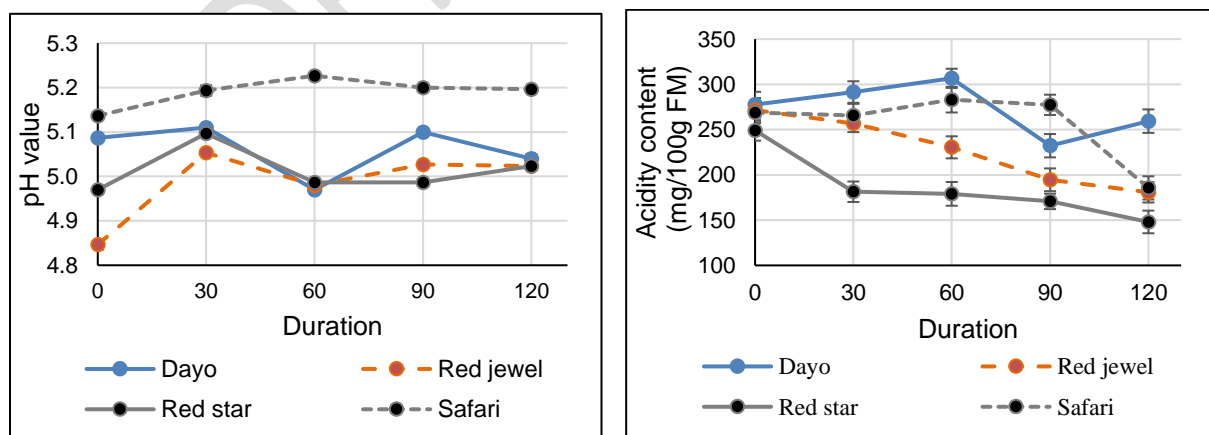 5.3
5.2
5.1
5.0
4.9
4.8
pH value
0 30 60 90 120
Duration
Dayo Red jewel
Red star Safari
350
300
250
200
150
100
Acidity content
(mg/100g FM)
0 30 60 90 120
Duration
Dayo Red jewel
Red star Safari